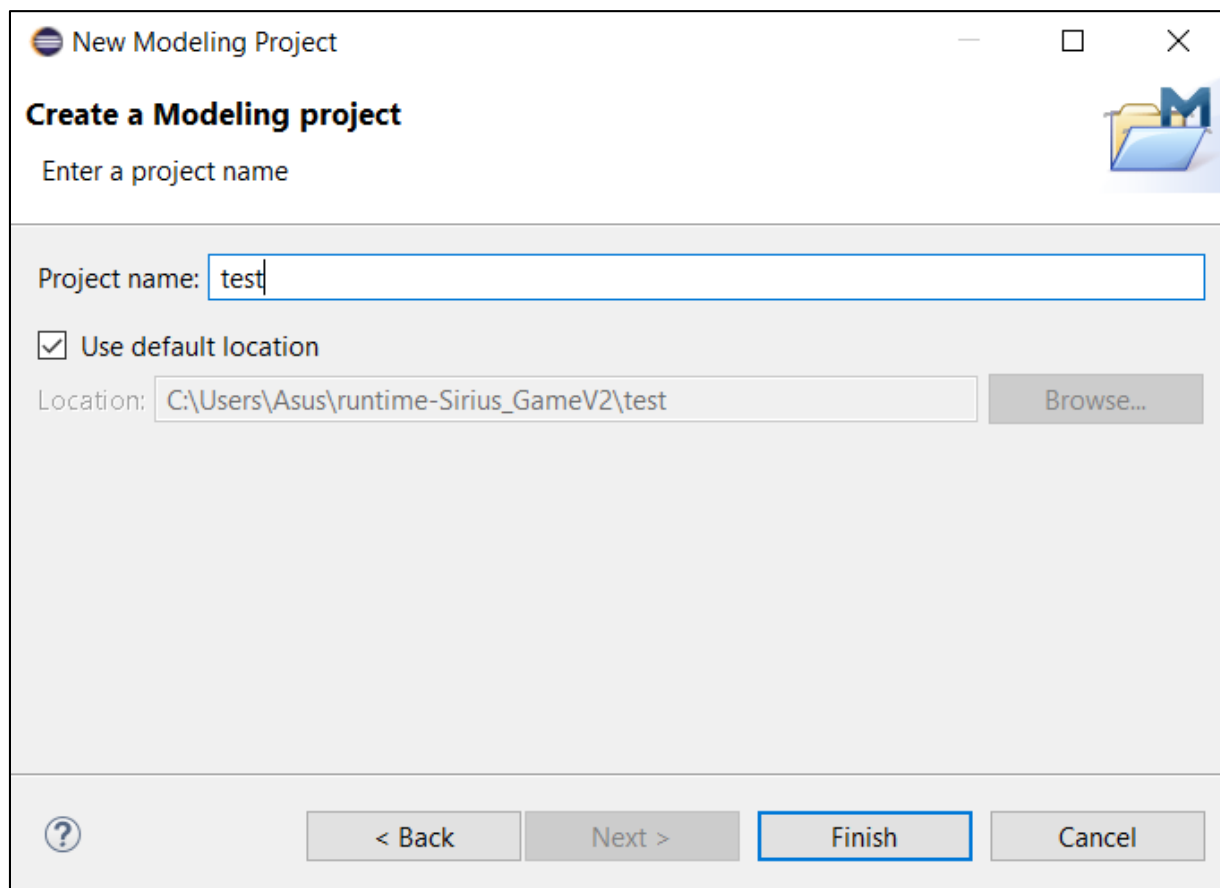 New Modeling Project
Create a Modeling project
M
Enter a project name
Project name: test
Use default location
Location: C:\Users\Asus\runtime-Sirius_GameV2\test Browse...
? < Back Next > Finish Cancel